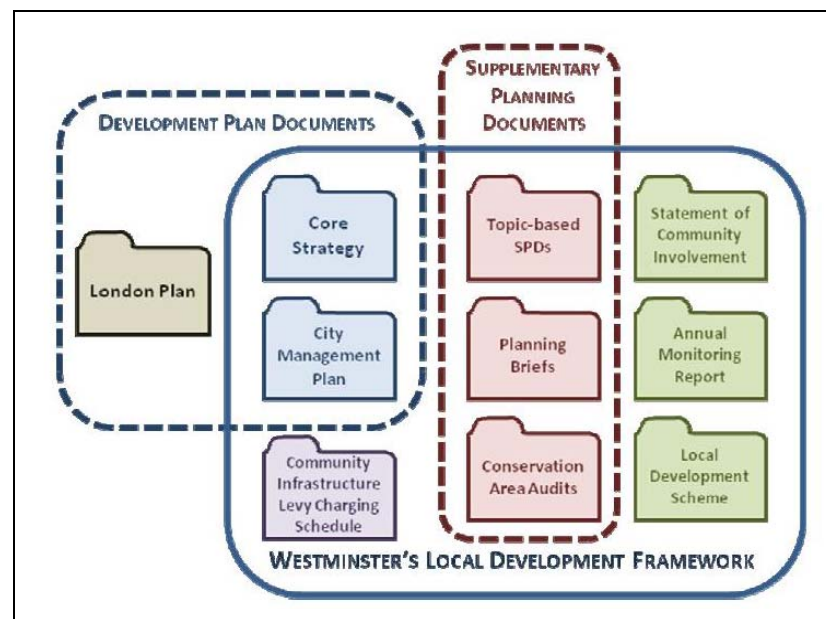 DEVELOPMENT PLAN DOCUMENTS
SUPPLEMENTARY
PLANNING
DOCUMENTS
London Plan
Core
Strategy
City
Management
Plan
Community
Infrastructure
Levy Charging
Schedule
Topic-based
SPDs
Planning
Briefs
Conservation
Area Audits
Statement of
Community
Involvement
Annual
Monitoring
Report
Local
Development
Scheme
WESTMINSTER'S LOCAL DEVELOPMENT FRAMEWORK